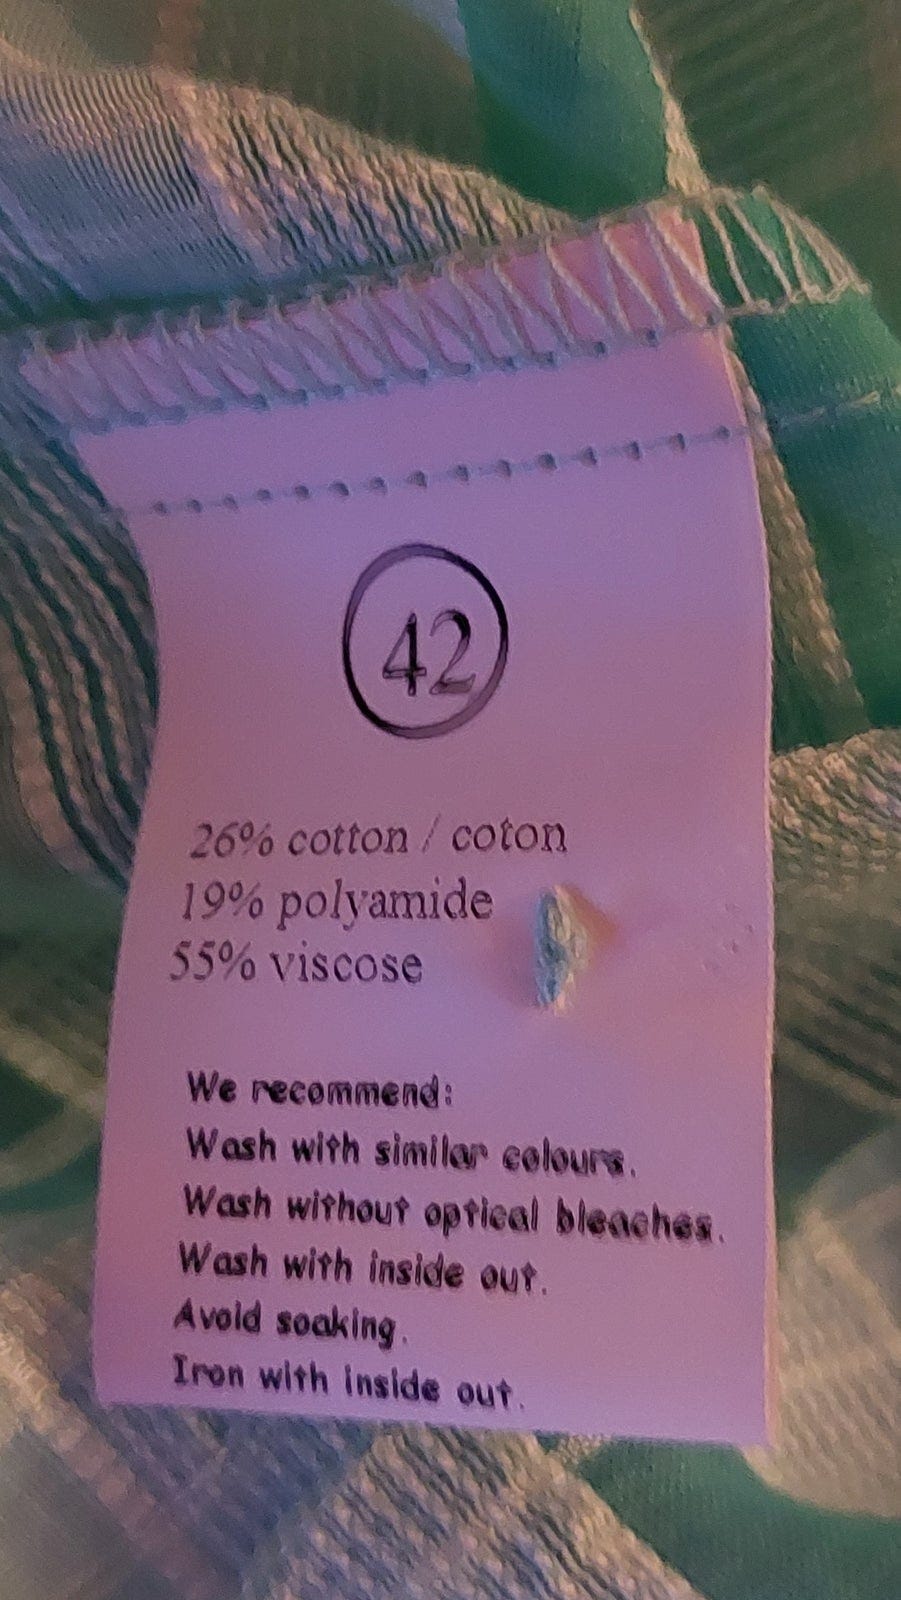 42
26% cotton / coton
19% polyamide
55% viscose
We recommend:
Wash with similar colours.
Wash without optical bleaches.
Wash with inside out.
Avoid soaking.
Iron with inside out.